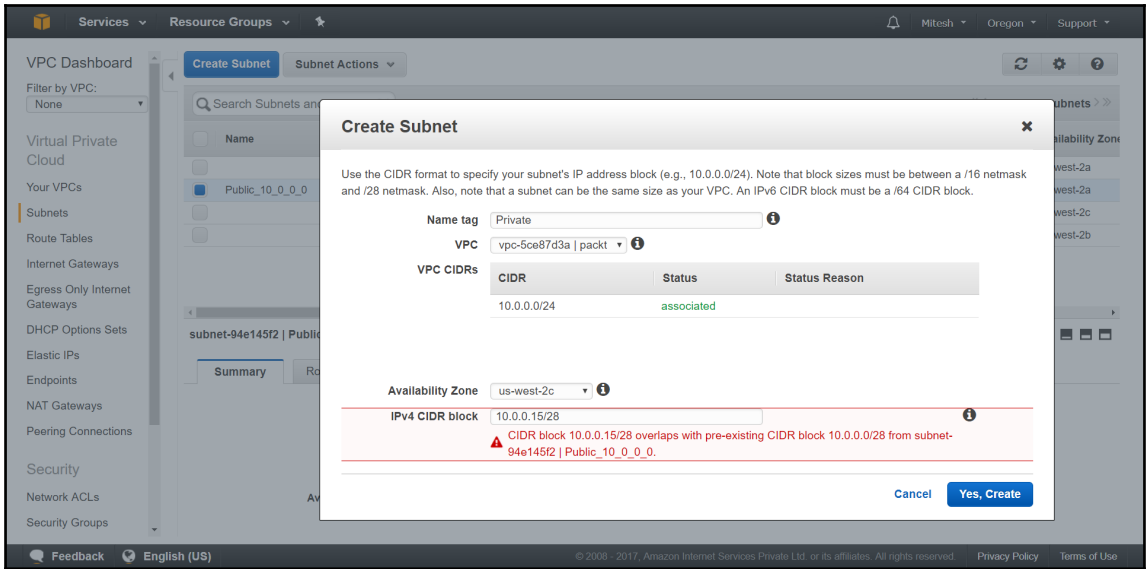 Services
Resource Groups
Mitesh
Oregon
Support
VPC Dashboard
Filter by VPC:
None
Virtual Private
Cloud
Your VPCs
Subnets
Route Tables
Internet Gateways
Egress Only Internet
Gateways
DHCP Options Sets
Elastic IPs
Endpoints
NAT Gateways
Peering Connections
Security
Network ACLs
Security Groups
Create Subnet
Subnet Actions
Search Subnets an
ubnets
Name
ailability Zone
west-2a
Public_10_0_0_0
west-2a
west-2c
west-2b
subnet-94e145f2 | Public
Summary
Ro
Av
Create Subnet
Use the CIDR format to specify your subnet's IP address block (e.g., 10.0.0.0/24). Note that block sizes must be between a /16 netmask
and /28 netmask. Also, note that a subnet can be the same size as your VPC. An IPv6 CIDR block must be a /64 CIDR block.
Name tag Private
VPC vpc-5ce87d3a | packt
VPC CIDRs
CIDR Status Status Reason
10.0.0.0/24 associated
Availability Zone us-west-2c
IPv4 CIDR block 10.0.0.15/28
CIDR block 10.0.0.15/28 overlaps with pre-existing CIDR block 10.0.0.0/28 from subnet-
94e145f2 | Public_10_0_0_0.
Cancel Yes, Create
Feedback English (US) © 2008 - 2017, Amazon Internet Services Private Ltd. or its affiliates. All rights reserved. Privacy Policy Terms of Use